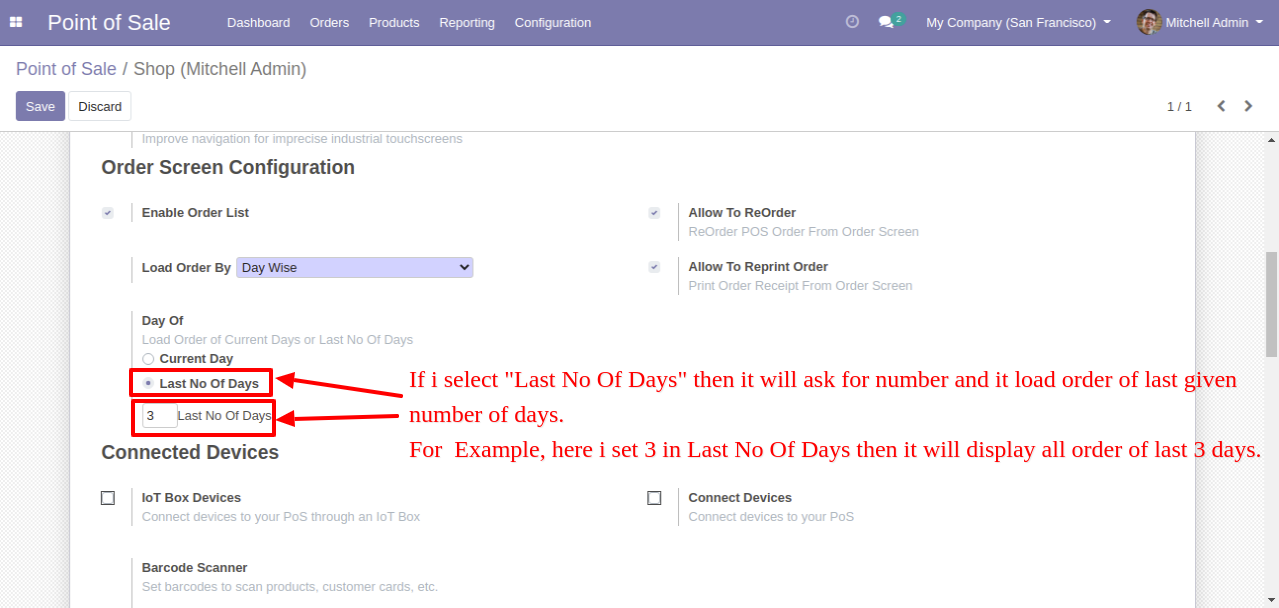 Point of Sale Dashboard Orders Products Reporting Configuration 2 My Company (San Francisco) Mitchell Admin
Point of Sale / Shop (Mitchell Admin)
Save Discard 1 / 1
Improve navigation for imprecise industrial touchscreens
Order Screen Configuration
Enable Order List
Allow To ReOrder
ReOrder POS Order From Order Screen
Load Order By Day Wise
Allow To Reprint Order
Print Order Receipt From Order Screen
Day Of
Load Order of Current Days or Last No Of Days
Current Day
Last No Of Days
3 Last No Of Days
If i select "Last No Of Days" then it will ask for number and it load order of last given
number of days.
For  Example, here i set 3 in Last No Of Days then it will display all order of last 3 days.
Connected Devices
IoT Box Devices
Connect devices to your PoS through an IoT Box
Connect Devices
Connect devices to your PoS
Barcode Scanner
Set barcodes to scan products, customer cards, etc.